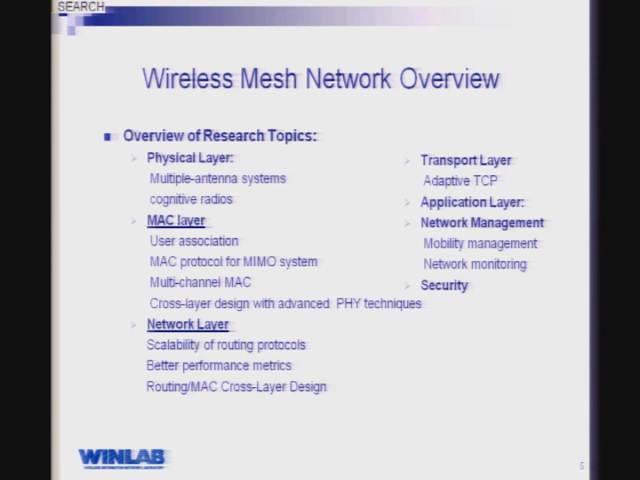 SEARCH
Wireless Mesh Network Overview
Overview of Research Topics:
Physical Layer:
Multiple-antenna systems
cognitive radios
MAC layer
User association
MAC protocol for MIMO system
Multi-channel MAC
Cross-layer design with advanced PHY techniques
Network Layer
Scalability of routing protocols
Better performance metrics
Routing/MAC Cross-Layer Design
Transport Layer
Adaptive TCP
Application Layer:
Network Management
Mobility management
Network monitoring
Security
WINLAB
5